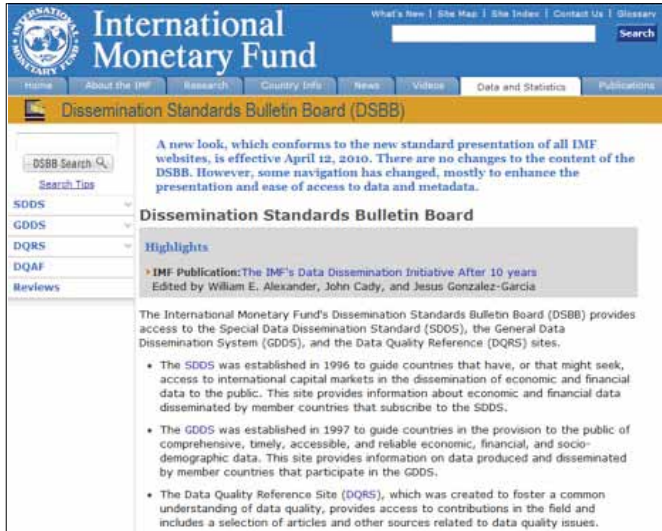 What's New | Site Map | Site Index | Contact Us | Glossary
International
Monetary Fund
Search
Home
About the IMF
Research
Country Info
News
Videos
Data and Statistics
Publications
Dissemination Standards Bulletin Board (DSBB)
DSBB Search
Search Tips
SDDS
GDDS
DQRS
DQAF
Reviews
A new look, which conforms to the new standard presentation of all IMF
websites, is effective April 12, 2010. There are no changes to the content of the
DSBB. However, some navigation has changed, mostly to enhance the
presentation and ease of access to data and metadata.
Dissemination Standards Bulletin Board
Highlights
IMF Publication:The IMF's Data Dissemination Initiative After 10 years
Edited by William E. Alexander, John Cady, and Jesus Gonzalez-Garcia
The International Monetary Fund's Dissemination Standards Bulletin Board (DSBB) provides
access to the Special Data Dissemination Standard (SDDS), the General Data
Dissemination System (GDDS), and the Data Quality Reference (DQRS) sites.
• The SDDS was established in 1996 to guide countries that have, or that might seek,
access to international capital markets in the dissemination of economic and financial
data to the public. This site provides information about economic and financial data
disseminated by member countries that subscribe to the SDDS.
• The GDDS was established in 1997 to guide countries in the provision to the public of
comprehensive, timely, accessible, and reliable economic, financial, and socio-
demographic data. This site provides information on data produced and disseminated
by member countries that participate in the GDDS.
• The Data Quality Reference Site (DQRS), which was created to foster a common
understanding of data quality, provides access to contributions in the field and
includes a selection of articles and other sources related to data quality issues.